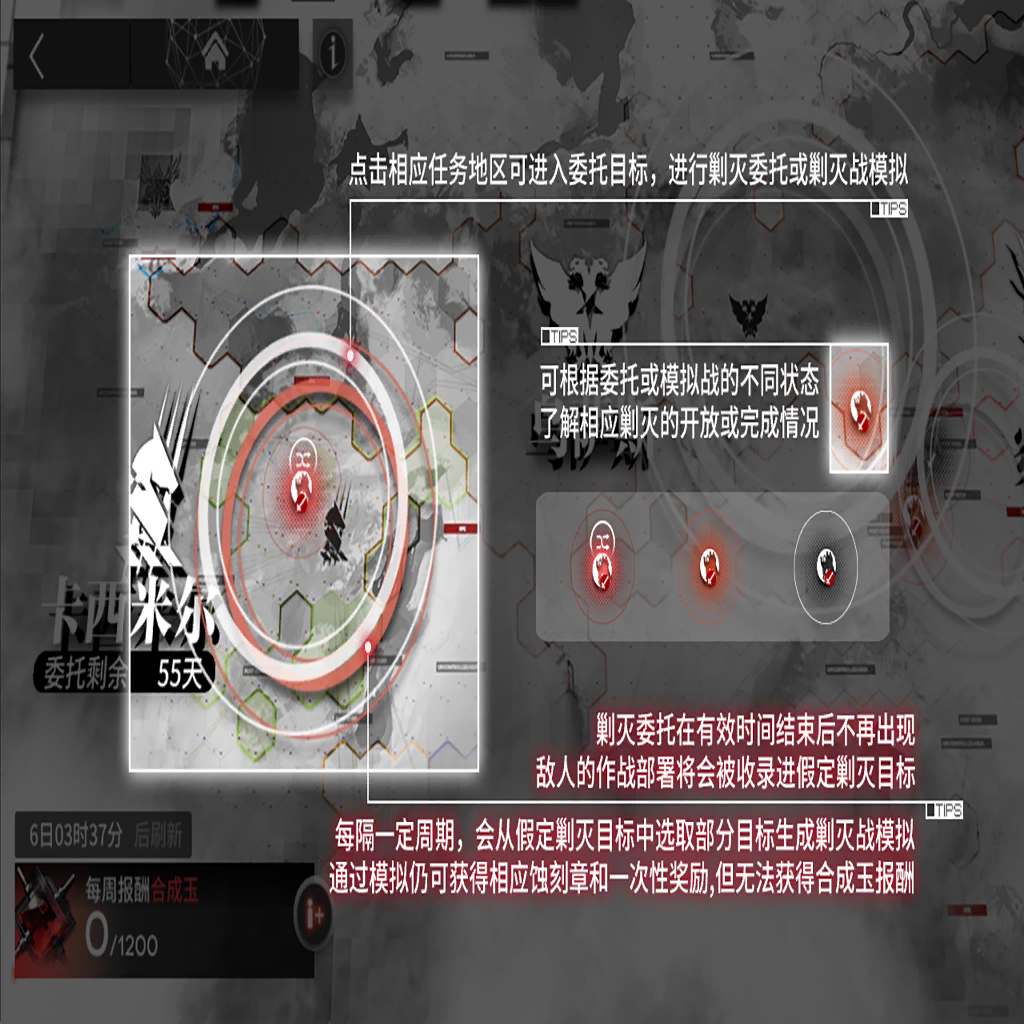 点击相应任务地区可进入委托目标，进行剿灭委托或剿灭战模拟
TIPS
TIPS
可根据委托或模拟战的不同状态
了解相应剿灭的开放或完成情况
卡西米尔
委托剩余 55天
剿灭委托在有效时间结束后不再出现
敌人的作战部署将会被收录进假定剿灭目标
TIPS
每隔一定周期，会从假定剿灭目标中选取部分目标生成剿灭战模拟
通过模拟仍可获得相应蚀刻章和一次性奖励,但无法获得合成玉报酬
6日03时37分 后刷新
每周报酬合成玉
0/1200